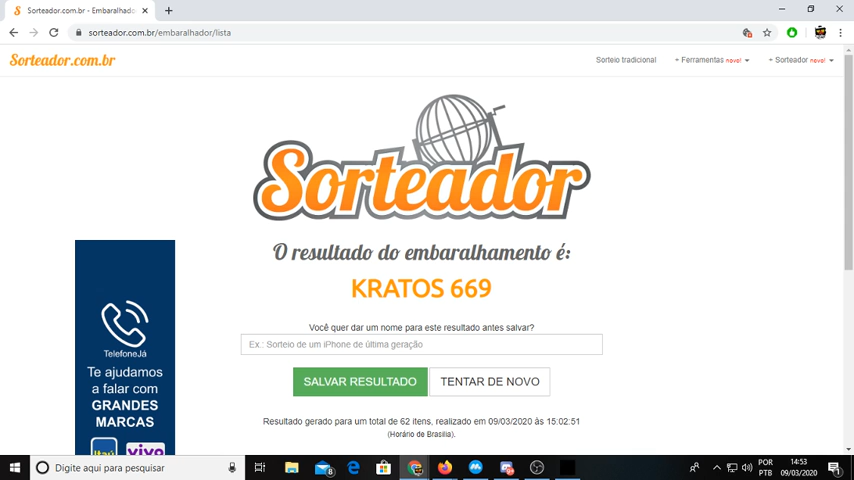 Sorteador.com.br - Embaralhador
sorteador.com.br/embaralhador/lista
Sorteador.com.br
Sorteio tradicional
+ Ferramentas novo!
+ Sorteador novo!
Sorteador
O resultado do embaralhamento é:
KRATOS 669
Você quer dar um nome para este resultado antes salvar?
Ex.: Sorteio de um iPhone de última geração
SALVAR RESULTADO
TENTAR DE NOVO
Resultado gerado para um total de 62 itens, realizado em 09/03/2020 às 15:02:51
(Horário de Brasília).
TelefoneJá
Te ajudamos
a falar com
GRANDES
MARCAS
Itaú
vivo
Digite aqui para pesquisar
8
POR
PTB
14:53
09/03/2020
1